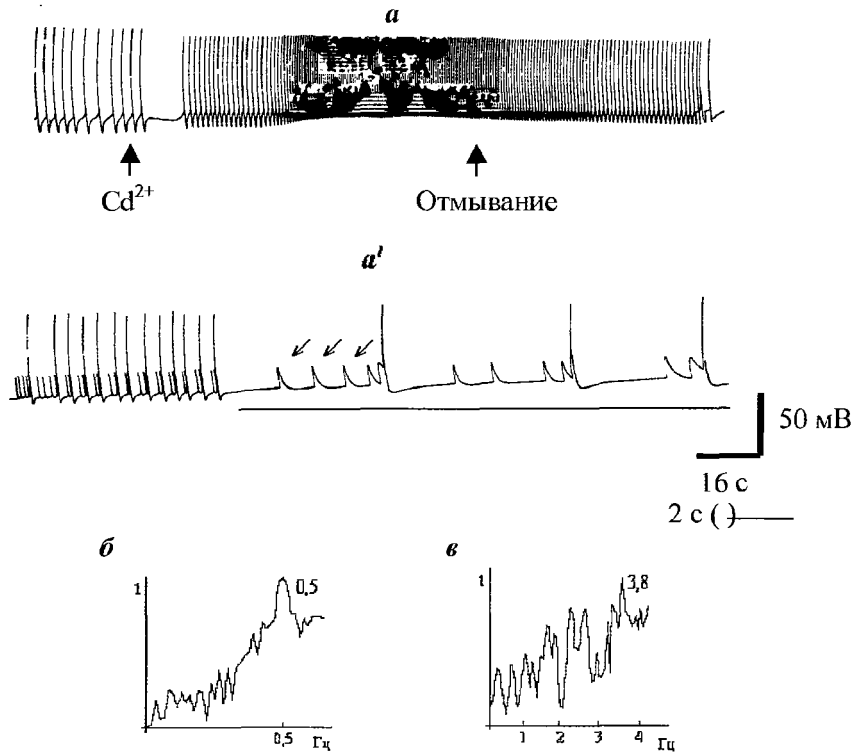 а
Cd²⁺
Отмывание
а'
50 мВ
16 с
2 с ( )
б
1
0,5
0,5
Гц
в
1
3,8
1 2 3 4
Гц